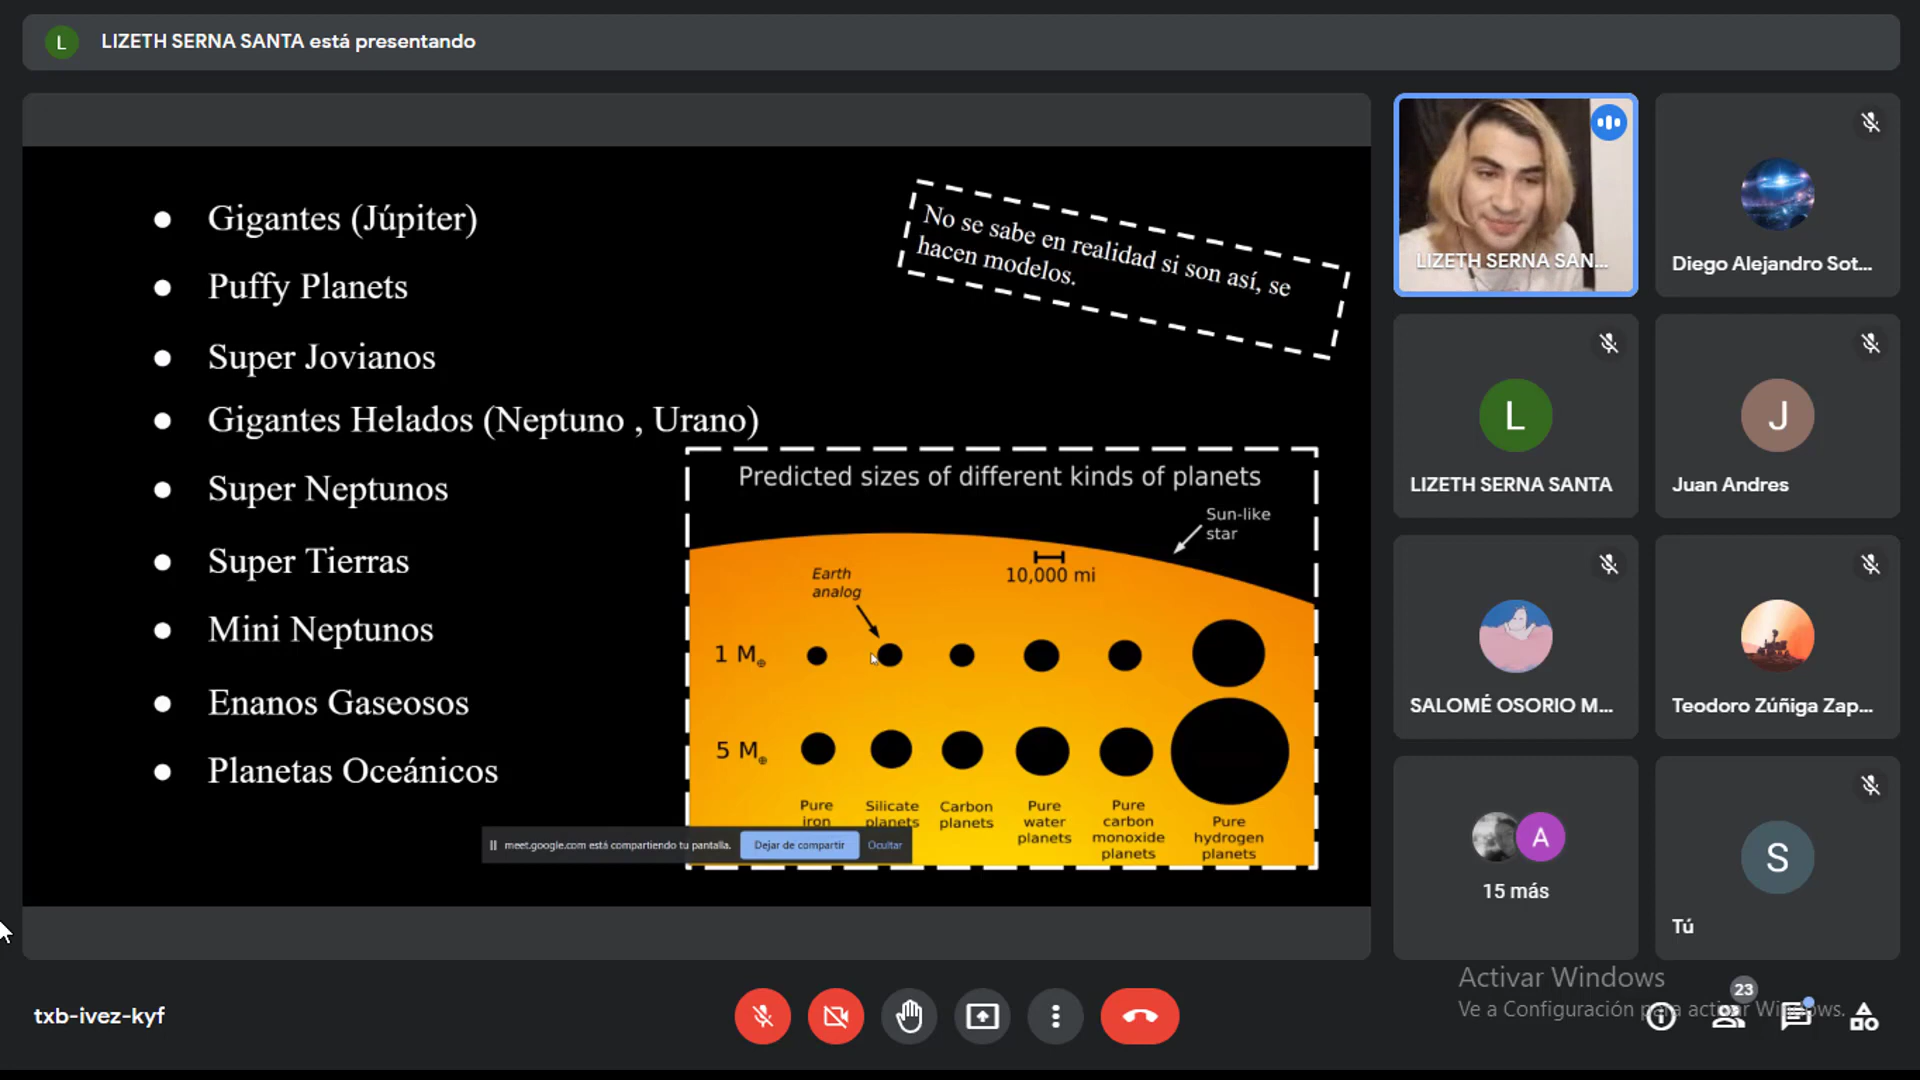 L
LIZETH SERNA SANTA está presentando
Gigantes (Júpiter)
Puffy Planets
Super Jovianos
Gigantes Helados (Neptuno , Urano)
Super Neptunos
Super Tierras
Mini Neptunos
Enanos Gaseosos
Planetas Oceánicos
No se sabe en realidad si son así, se
hacen modelos.
Predicted sizes of different kinds of planets
Sun-like
star
10,000 mi
Earth
analog
1 M⊕
5 M⊕
Pure
iron
Silicate
planets
Carbon
planets
Pure
water
planets
Pure
carbon
monoxide
planets
Pure
hydrogen
planets
meet.google.com está compartiendo tu pantalla.
Dejar de compartir
Ocultar
LIZETH SERNA SAN...
Diego Alejandro Sot...
L
LIZETH SERNA SANTA
J
Juan Andres
SALOMÉ OSORIO M...
Teodoro Zúñiga Zap...
A
15 más
S
Tú
txb-ivez-kyf
Activar Windows
Ve a Configuración para activar Windows.
23